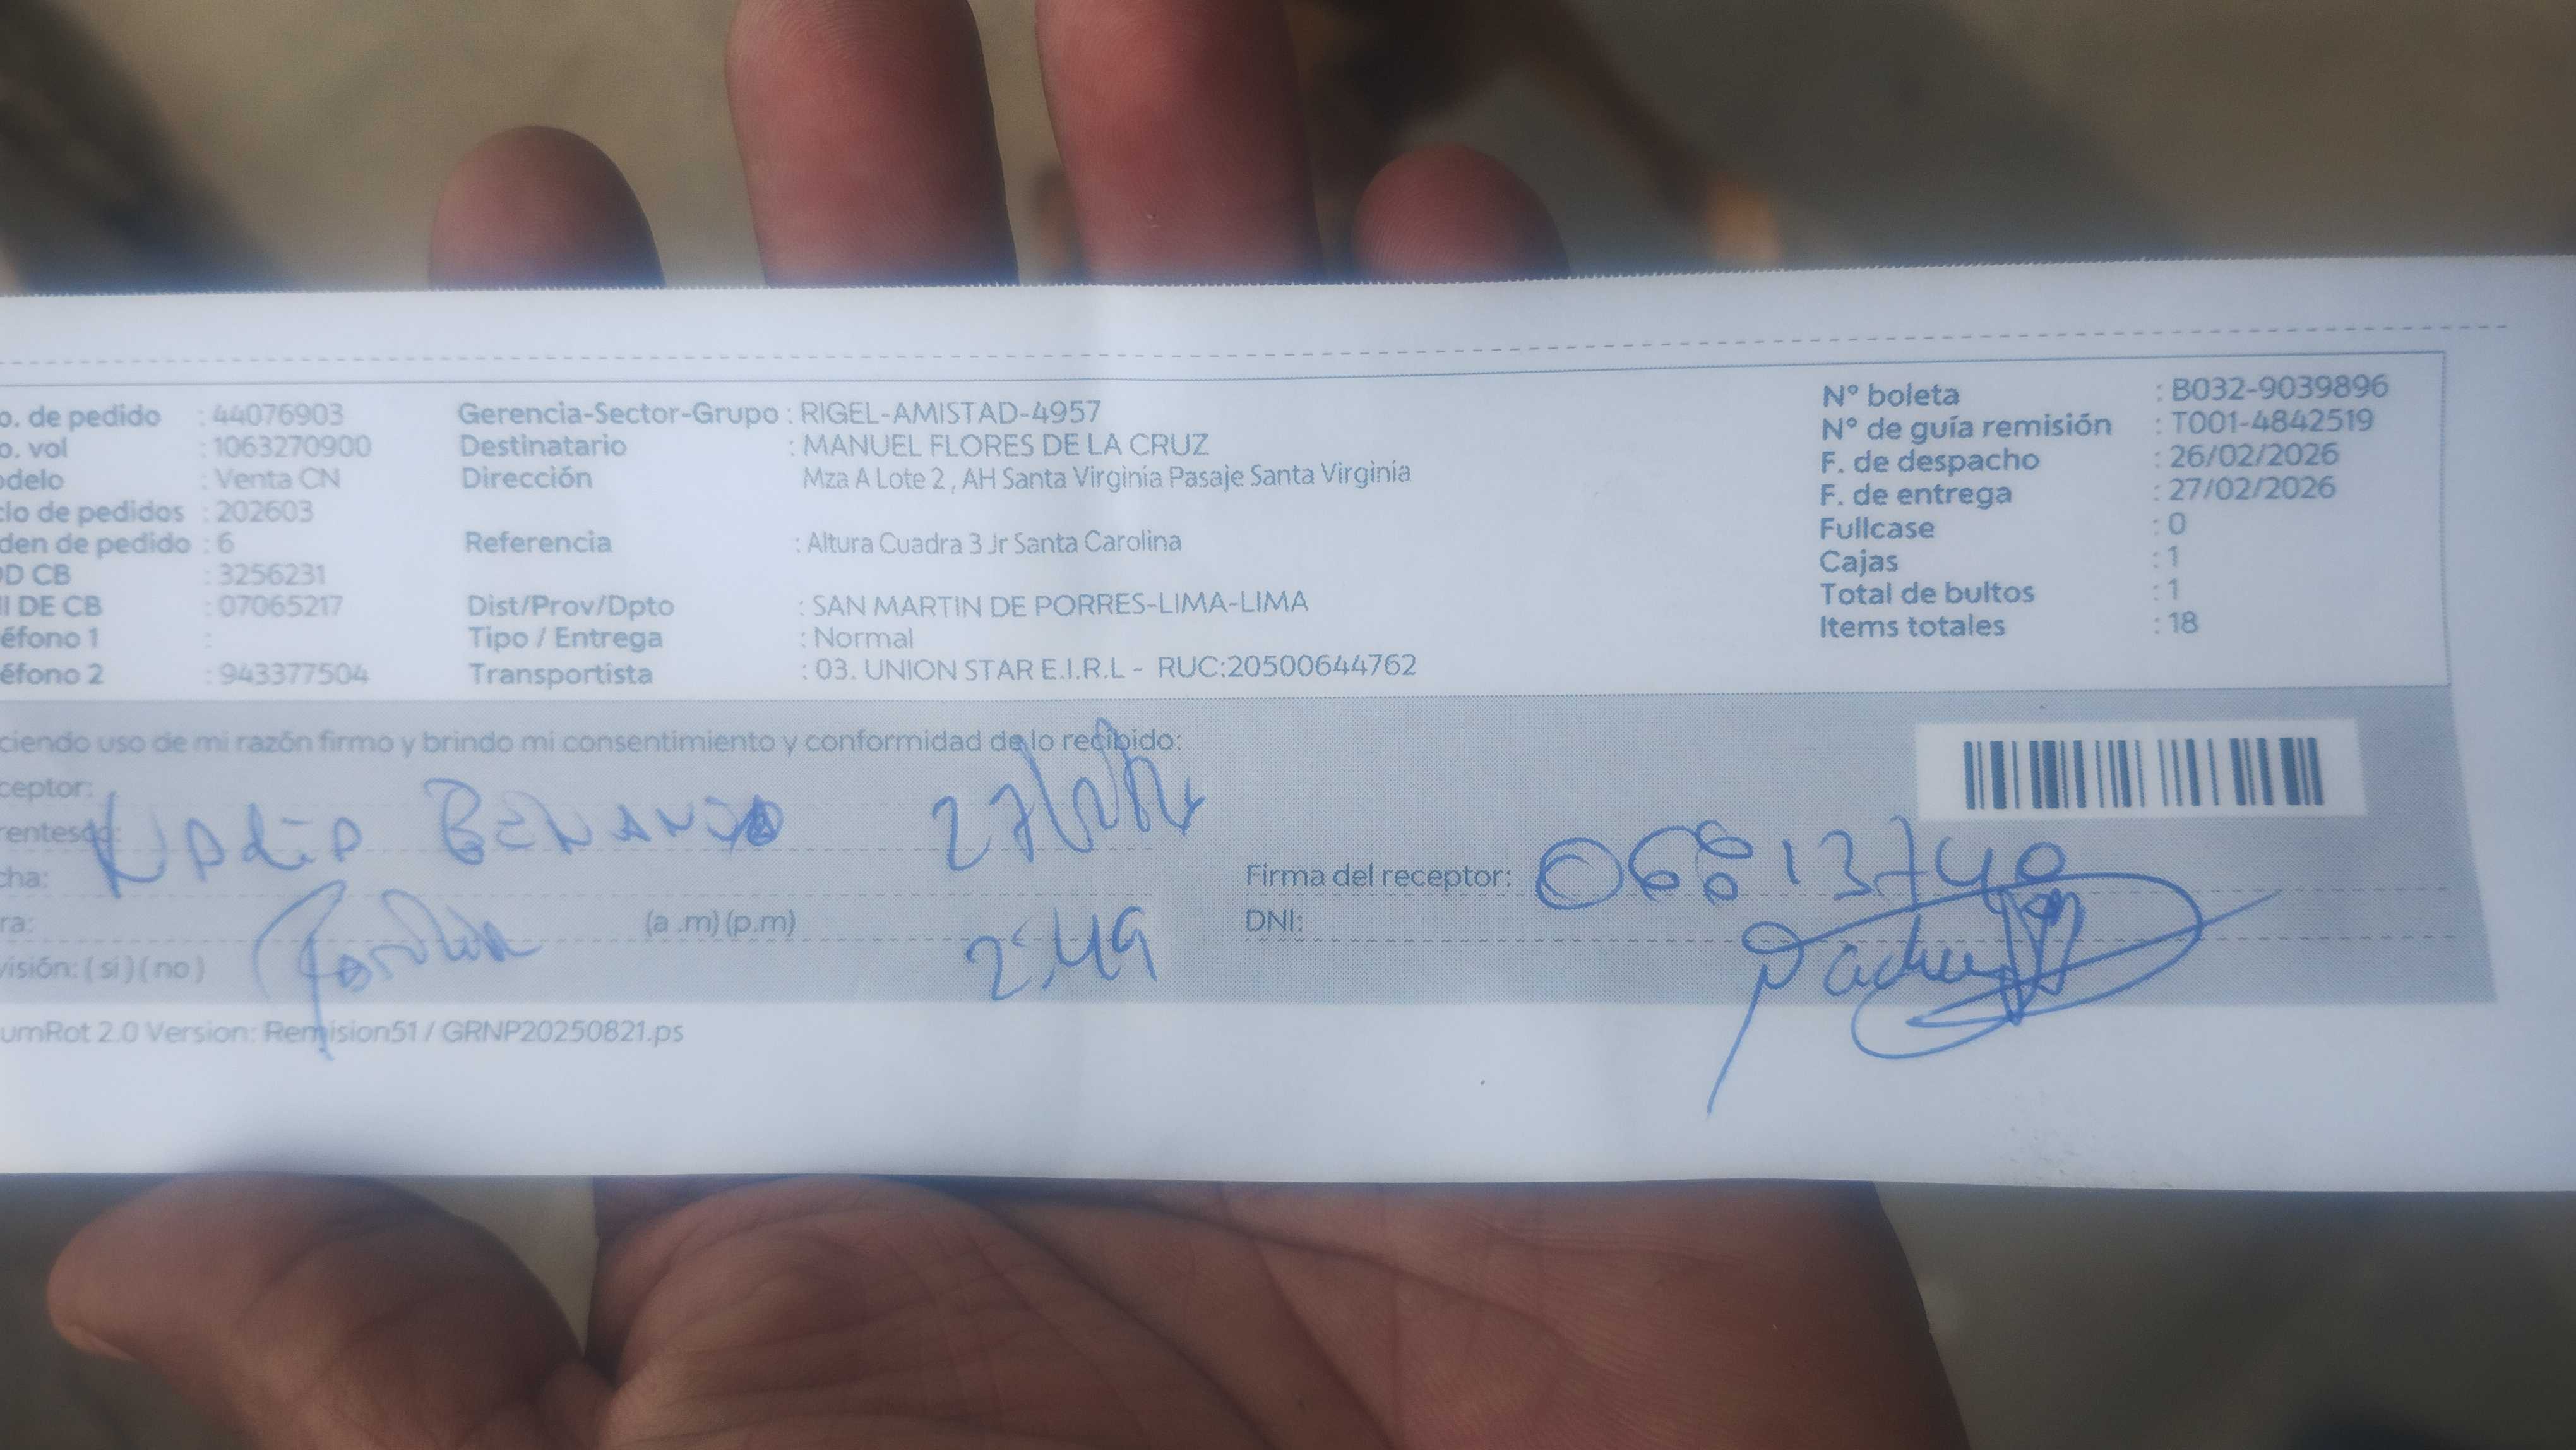 o. de pedido : 44076903 Gerencia-Sector-Grupo : RIGEL-AMISTAD-4957 Nº boleta : B032-9039896
o. vol : 1063270900 Destinatario : MANUEL FLORES DE LA CRUZ Nº de guía remisión : T001-4842519
odelo : Venta CN Dirección Mza A Lote 2 , AH Santa Virginia Pasaje Santa Virginia F. de despacho : 26/02/2026
clo de pedidos : 202603 F. de entrega : 27/02/2026
den de pedido : 6 Referencia : Altura Cuadra 3 Jr Santa Carolina Fullcase : 0
OD CB : 3256231 Cajas : 1
I DE CB : 07065217 Dist/Prov/Dpto : SAN MARTIN DE PORRES-LIMA-LIMA Total de bultos : 1
éfono 1 : Tipo / Entrega : Normal Items totales : 18
éfono 2 : 943377504 Transportista : 03. UNION STAR E.I.R.L - RUC:20500644762
ciendo uso de mi razón firmo y brindo mi consentimiento y conformidad de lo recibido:
ceptor:
rentesco:
cha: Firma del receptor: 06813740
ra: (a .m) (p.m) 2:49 DNI:
visión: ( si ) ( no )
umRot 2.0 Version: Remision51 / GRNP20250821.ps